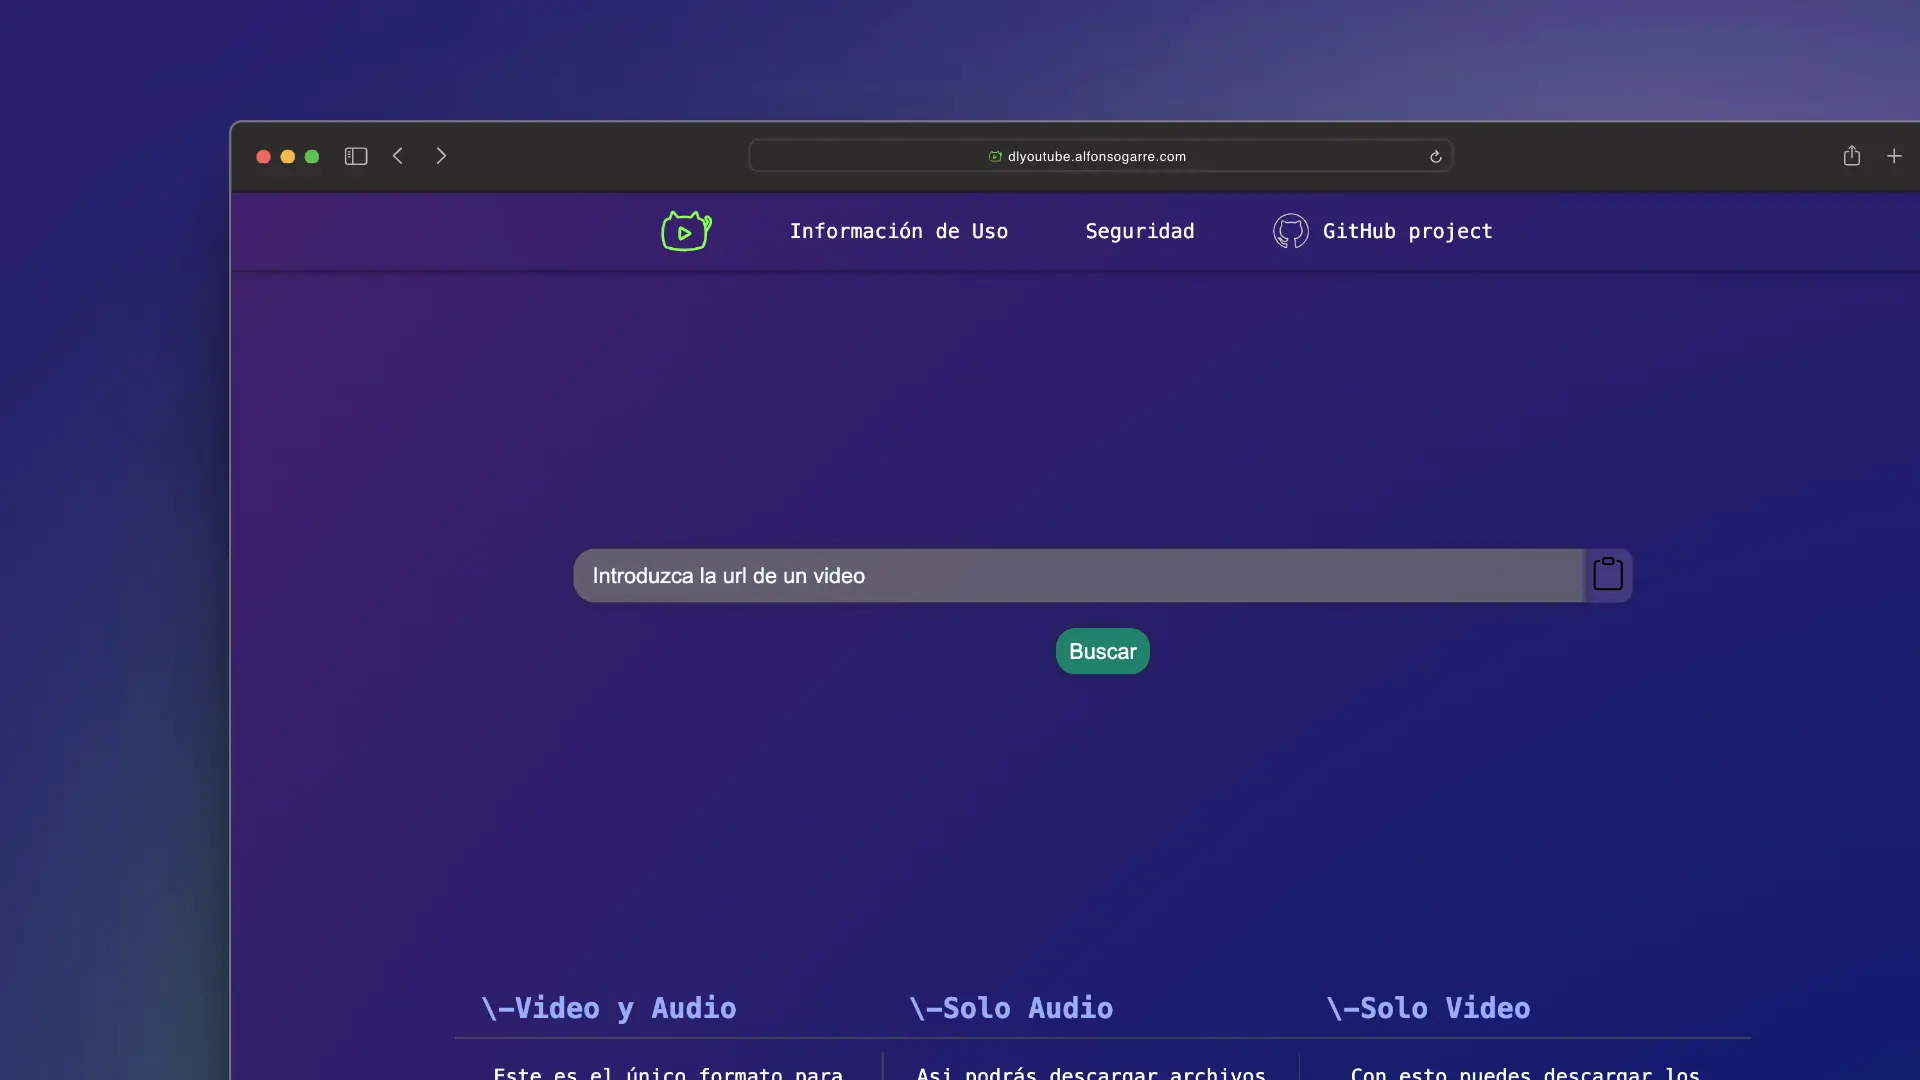 dlyoutube.alfonsogarre.com
Información de Uso
Seguridad
GitHub project
Introduzca la url de un video
Buscar
\-Video y Audio
\-Solo Audio
\-Solo Video
Este es el único formato para
Asi podrás descargar archivos
Con esto puedes descargar los